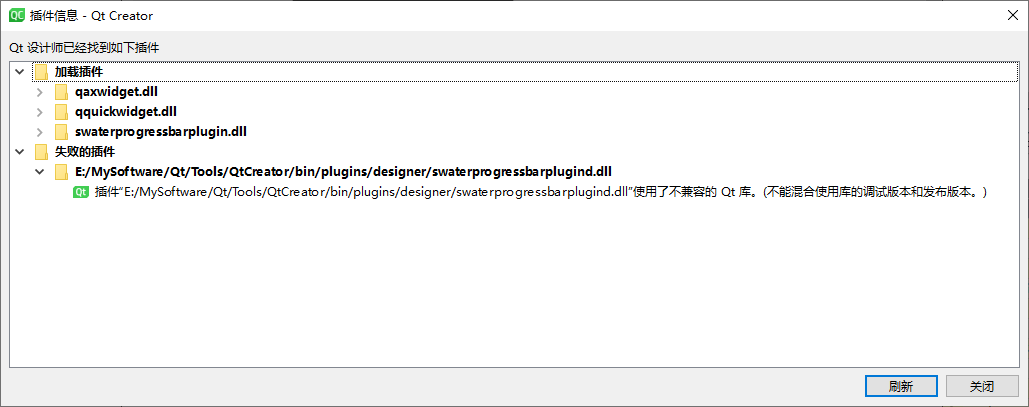 QC 插件信息 - Qt Creator
Qt 设计师已经找到如下插件
加载插件
qaxwidget.dll
qquickwidget.dll
swaterprogressbarplugin.dll
失败的插件
E:/MySoftware/Qt/Tools/QtCreator/bin/plugins/designer/swaterprogressbarplugind.dll
Qt 插件“E:/MySoftware/Qt/Tools/QtCreator/bin/plugins/designer/swaterprogressbarplugind.dll”使用了不兼容的 Qt 库。(不能混合使用库的调试版本和发布版本。)
刷新 关闭